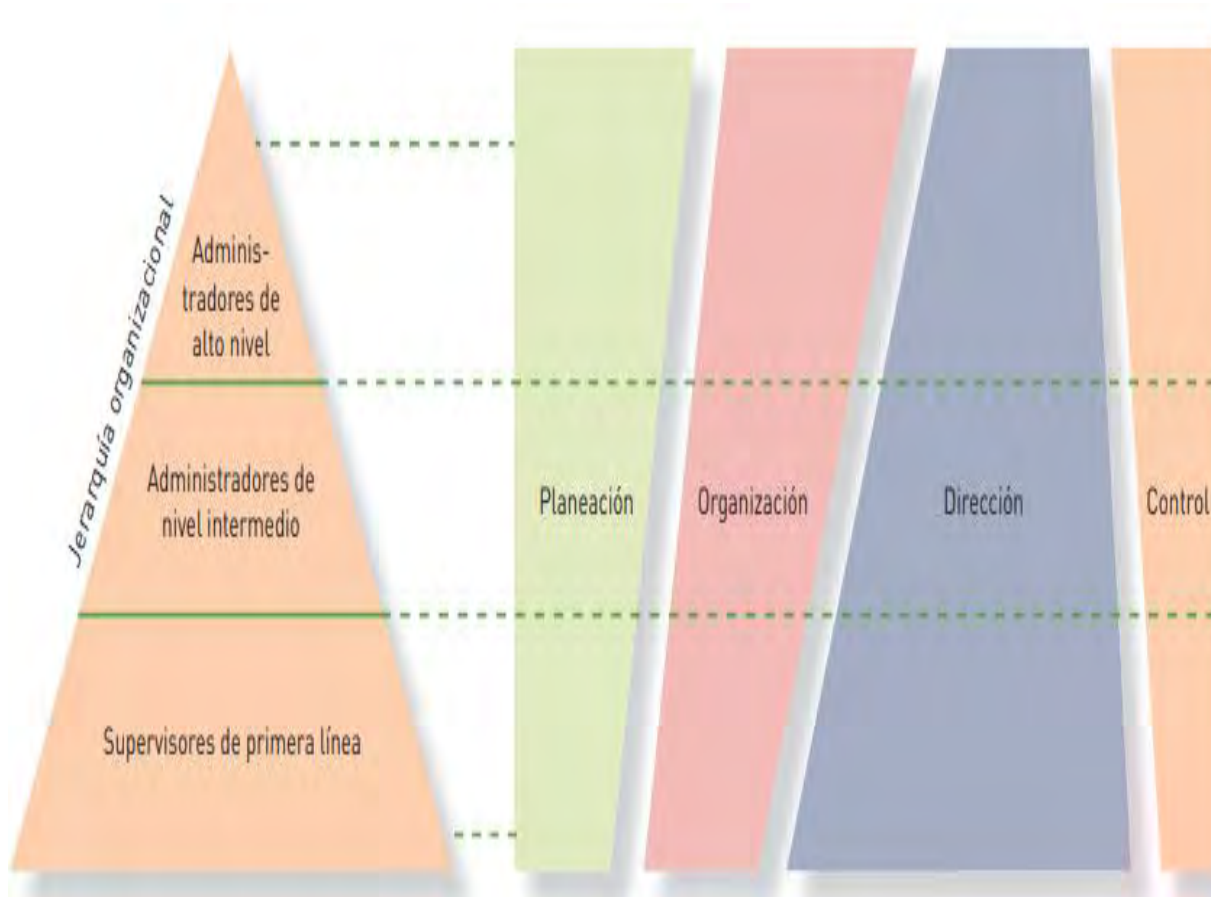 Jerarquía organizacional
Adminis-
tradores de
alto nivel
Administradores de
nivel intermedio
Supervisores de primera línea
Planeación
Organización
Dirección
Control